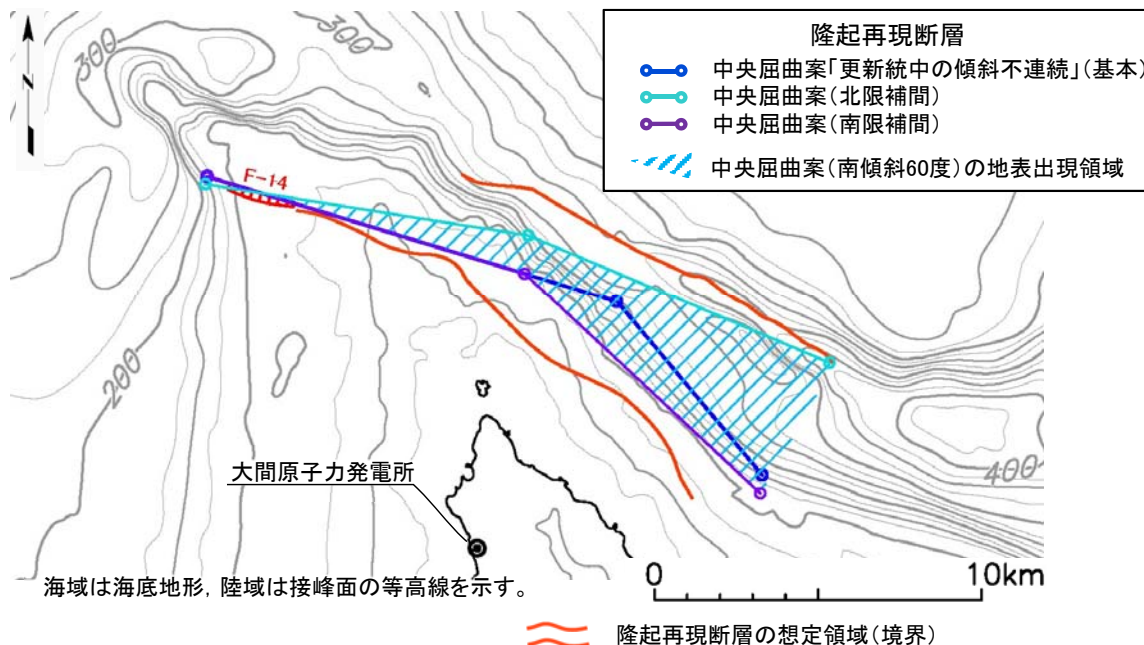 N
300
300
隆起再現断層
中央屈曲案「更新統中の傾斜不連続」(基本)
中央屈曲案(北限補間)
中央屈曲案(南限補間)
中央屈曲案(南傾斜60度)の地表出現領域
F-14
200
400
大間原子力発電所
海域は海底地形, 陸域は接峰面の等高線を示す。
0 10km
隆起再現断層の想定領域(境界)